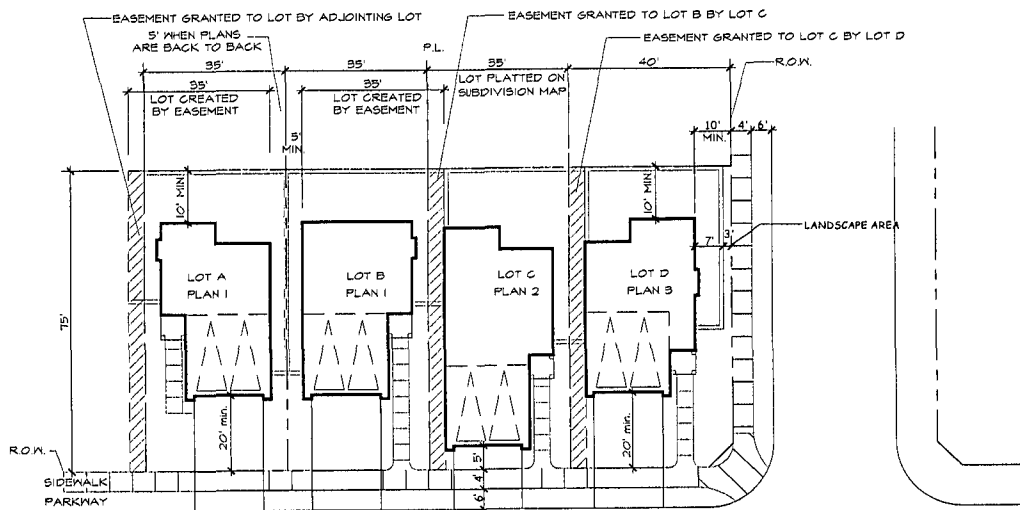 EASEMENT GRANTED TO LOT BY ADJOINTING LOT
EASEMENT GRANTED TO LOT B BY LOT C
5' WHEN PLANS
ARE BACK TO BACK
P.L.
EASEMENT GRANTED TO LOT C BY LOT D
35'
35'
35'
40'
R.O.W.
35'
LOT CREATED
BY EASEMENT
35'
LOT CREATED
BY EASEMENT
LOT PLATTED ON
SUBDIVISION MAP
10'
MIN.
4'
6'
5'
MIN.
10' MIN.
10' MIN.
LANDSCAPE AREA
7'
3'
LOT A
PLAN 1
LOT B
PLAN 1
LOT C
PLAN 2
LOT D
PLAN 3
75'
20' min.
20' min.
R.O.W.
5'
SIDEWALK
4'
PARKWAY
6'